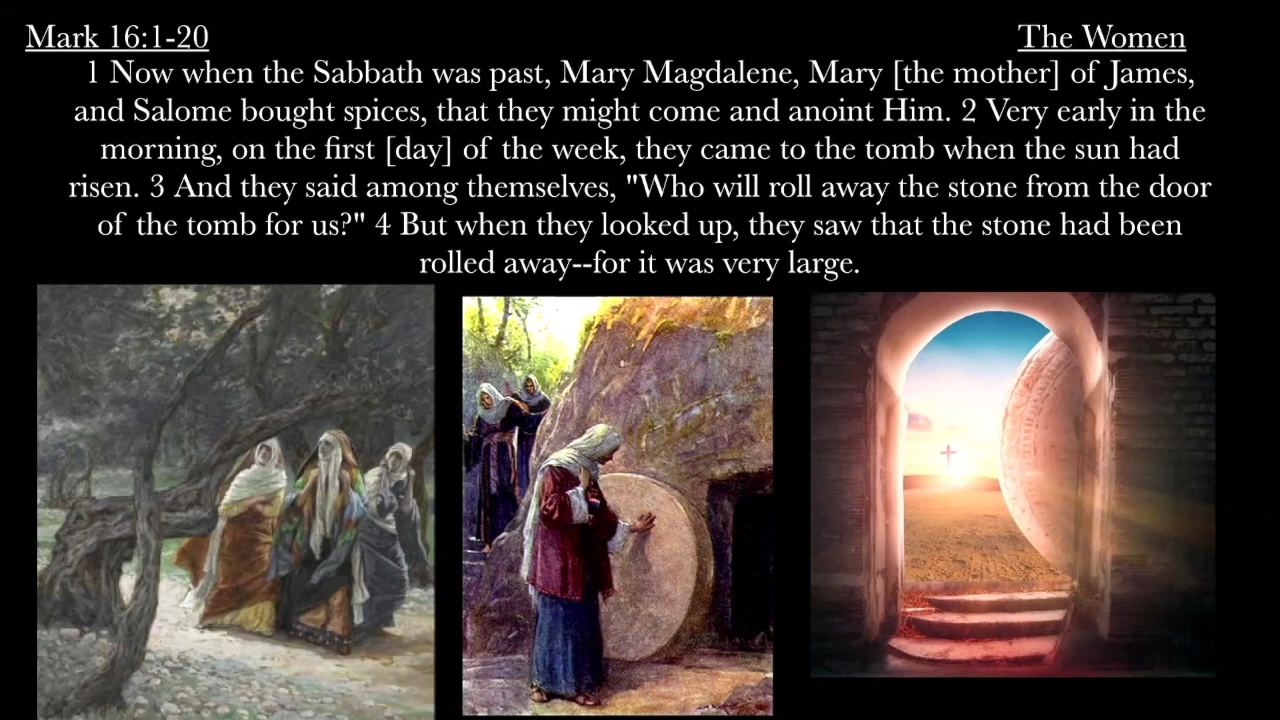 Mark 16:1-20
The Women
1 Now when the Sabbath was past, Mary Magdalene, Mary [the mother] of James,
and Salome bought spices, that they might come and anoint Him. 2 Very early in the
morning, on the first [day] of the week, they came to the tomb when the sun had
risen. 3 And they said among themselves, "Who will roll away the stone from the door
of the tomb for us?" 4 But when they looked up, they saw that the stone had been
rolled away--for it was very large.